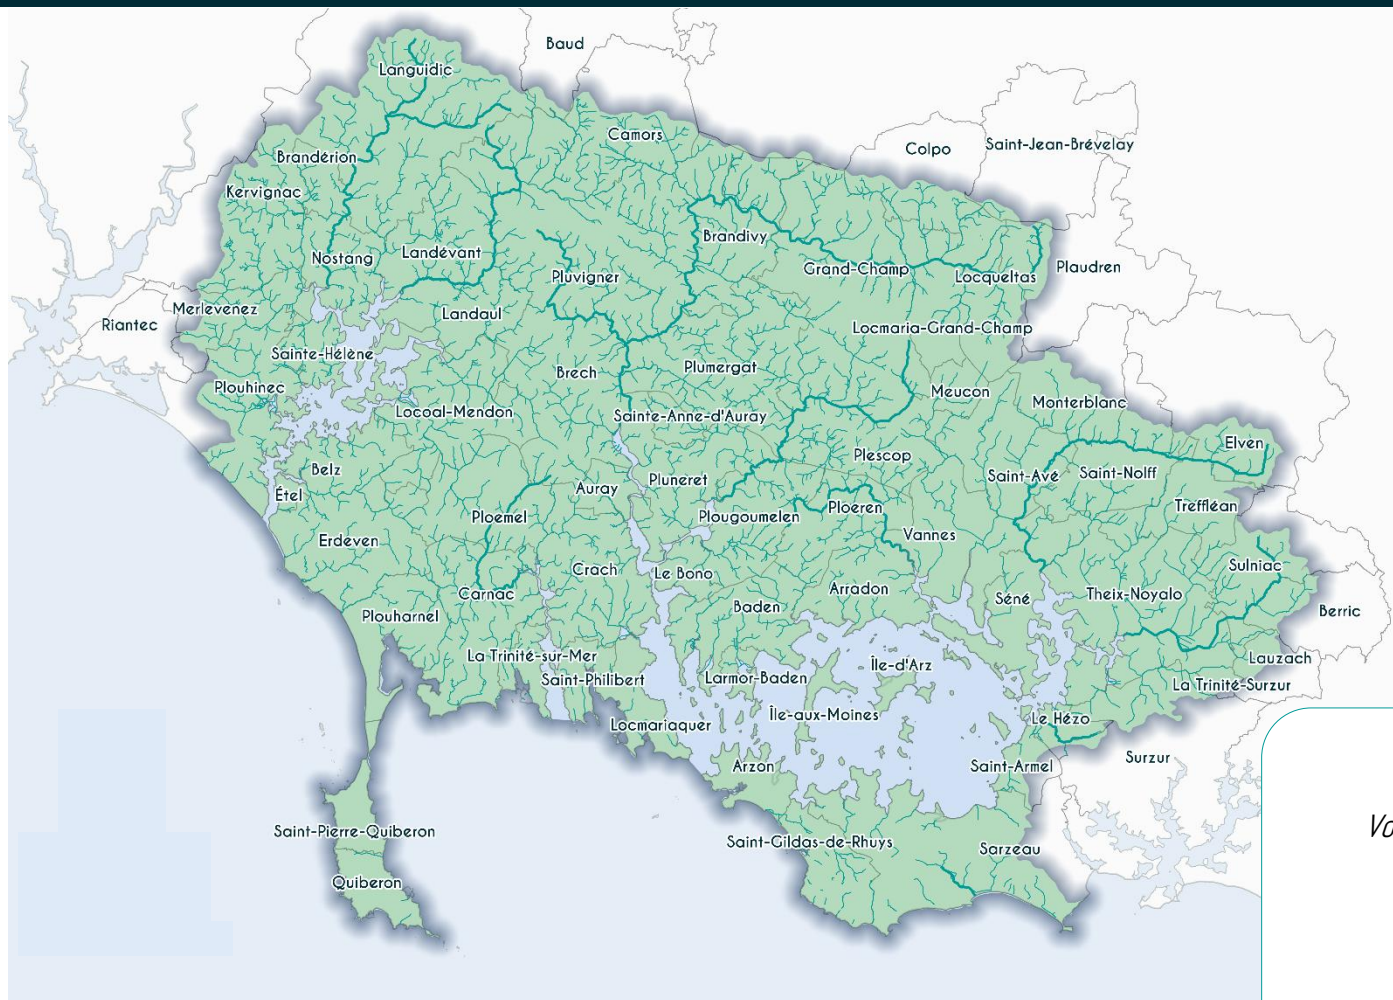 Baud
Languidic
Camors
Colpo
Saint-Jean-Brévelay
Brandérion
Kervignac
Brandivy
Nostang
Landévant
Pluvigner
Grand-Champ
Locqueltas
Plaudren
Merlevenez
Riantec
Landaul
Locmaria-Grand-Champ
Sainte-Hélène
Brech
Plumergat
Plouhinec
Meucon
Monterblanc
Locoal-Mendon
Sainte-Anne-d'Auray
Elven
Plescop
Belz
Saint-Avé
Saint-Nolff
Pluneret
Étel
Auray
Treffléan
Ploemel
Plougoumelen
Ploeren
Vannes
Erdeven
Crach
Le Bono
Sulniac
Carnac
Arradon
Séné
Theix-Noyalo
Baden
Berric
Plouharnel
La Trinité-sur-Mer
Île-d'Arz
Lauzach
Saint-Philibert
Larmor-Baden
La Trinité-Surzur
Île-aux-Moines
Le Hézo
Locmariaquer
Surzur
Arzon
Saint-Armel
Saint-Pierre-Quiberon
Saint-Gildas-de-Rhuys
Sarzeau
Quiberon